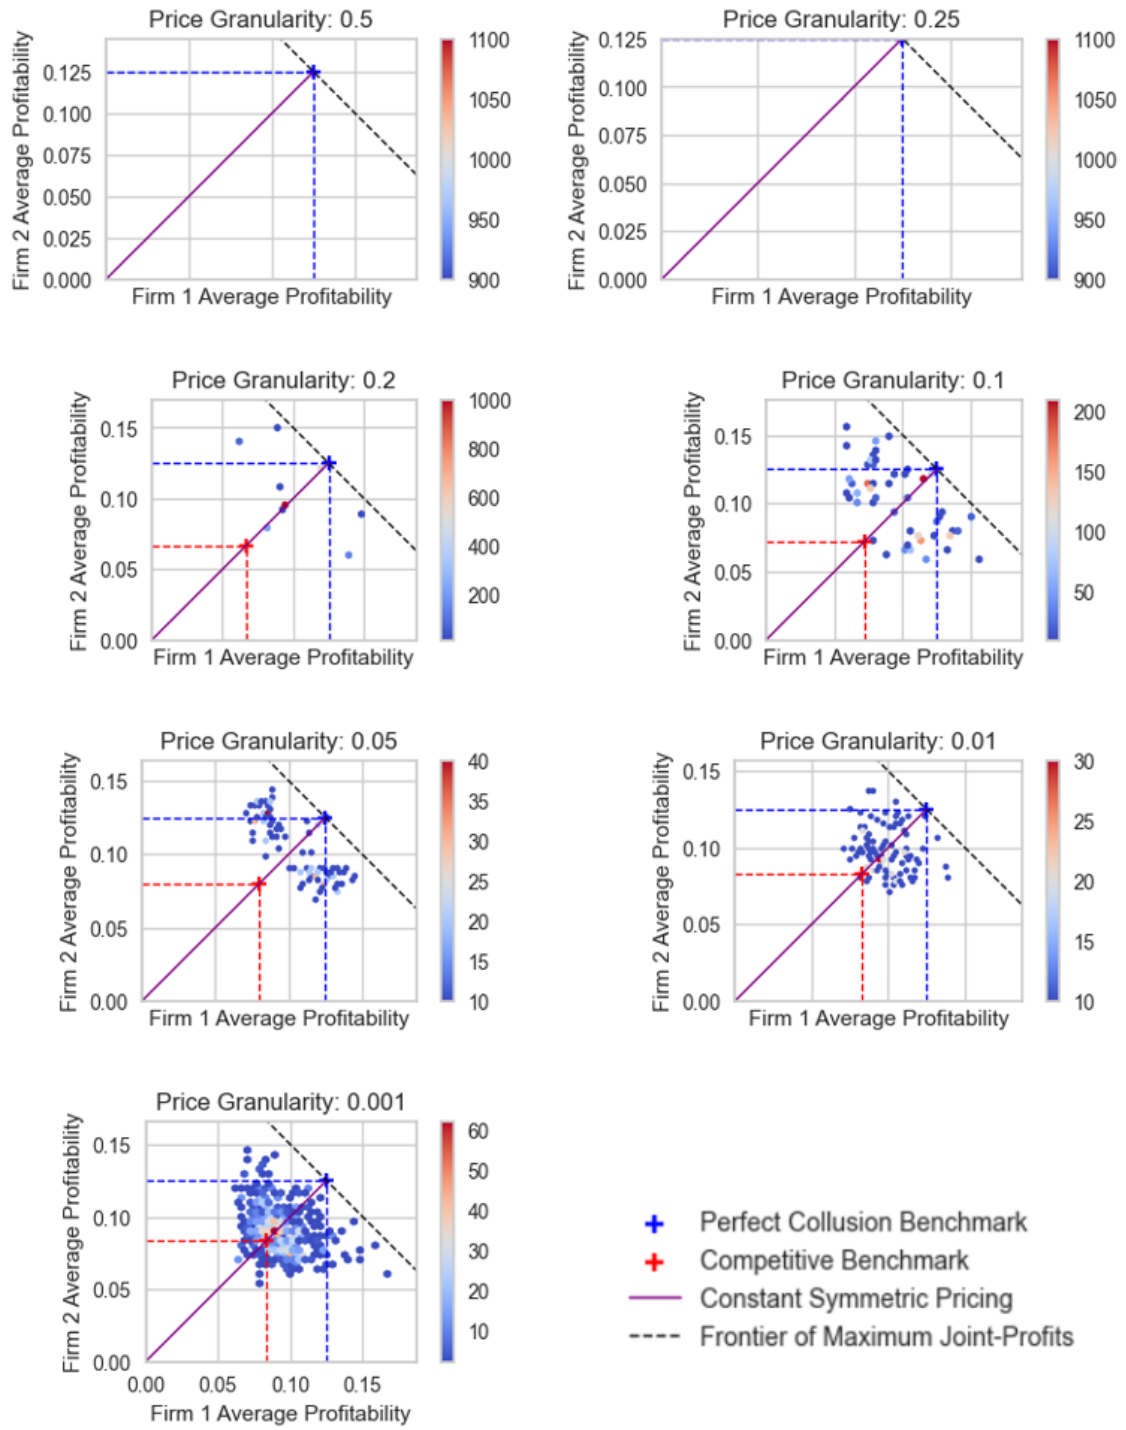 Price Granularity: 0.5
Firm 2 Average Profitability
0.125
0.100
0.075
0.050
0.025
0.000
Firm 1 Average Profitability
1100
1050
1000
950
900
Price Granularity: 0.25
Firm 2 Average Profitability
0.125
0.100
0.075
0.050
0.025
0.000
Firm 1 Average Profitability
1100
1050
1000
950
900
Price Granularity: 0.2
Firm 2 Average Profitability
0.15
0.10
0.05
0.00
Firm 1 Average Profitability
1000
800
600
400
200
Price Granularity: 0.1
Firm 2 Average Profitability
0.15
0.10
0.05
0.00
Firm 1 Average Profitability
200
150
100
50
Price Granularity: 0.05
Firm 2 Average Profitability
0.15
0.10
0.05
0.00
Firm 1 Average Profitability
40
35
30
25
20
15
10
Price Granularity: 0.01
Firm 2 Average Profitability
0.15
0.10
0.05
0.00
Firm 1 Average Profitability
30
25
20
15
10
Price Granularity: 0.001
Firm 2 Average Profitability
0.15
0.10
0.05
0.00
0.00 0.05 0.10 0.15
Firm 1 Average Profitability
60
50
40
30
20
10
Perfect Collusion Benchmark
Competitive Benchmark
Constant Symmetric Pricing
Frontier of Maximum Joint-Profits